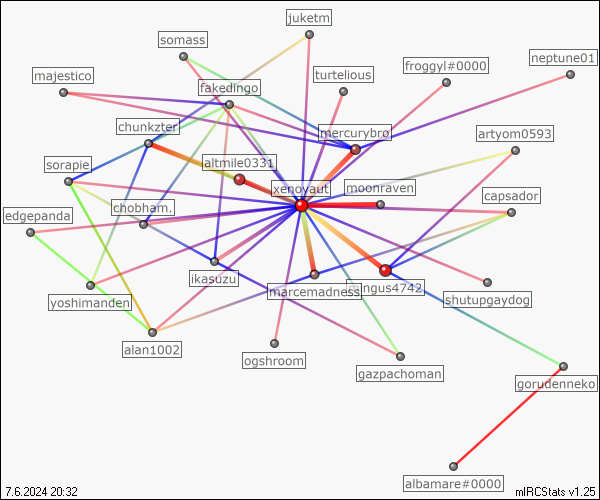 juketm
somass
neptune01
froggyl#0000
majestico
turtelious
fakedingo
chunkzter
mercurybro
artyom0593
altmile0331
sorapie
xenoyaut
moonraven
capsador
chobham.
edgepanda
ikasuzu
marcemadness
mingus4742
shutupgaydog
yoshimanden
alan1002
ogshroom
gazpachoman
gorudenneko
albamare#0000
7.6.2024 20:32
mIRCStats v1.25